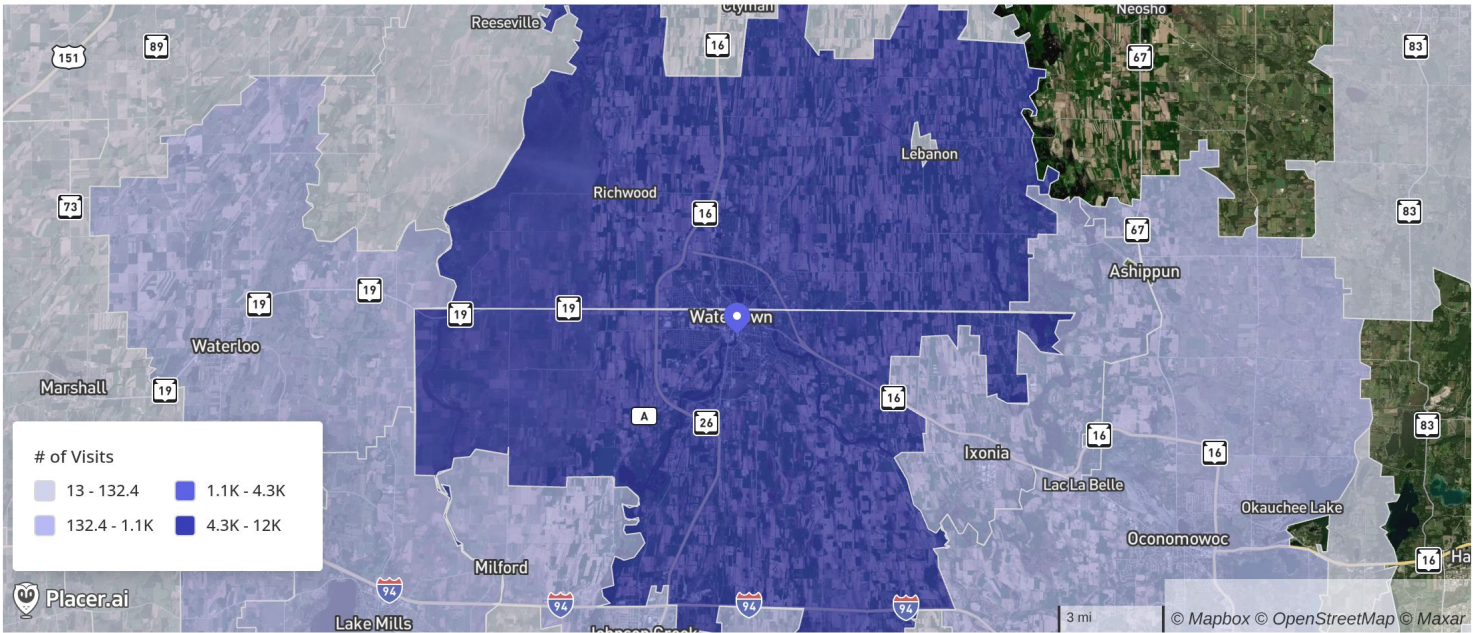 Reeseville
Clyman
Neosho
151
89
16
67
83
Lebanon
Richwood
73
16
83
67
Ashippun
19
19
19
19
Waterloo
Marshall
19
A
26
16
83
16
16
Ixonia
Lac La Belle
Okauchee Lake
Oconomowoc
# of Visits
13 - 132.4
1.1K - 4.3K
132.4 - 1.1K
4.3K - 12K
Milford
16
Ha
Placer.ai
94
94
94
94
Lake Mills
Johnson Creek
3 mi
© Mapbox © OpenStreetMap © Maxar